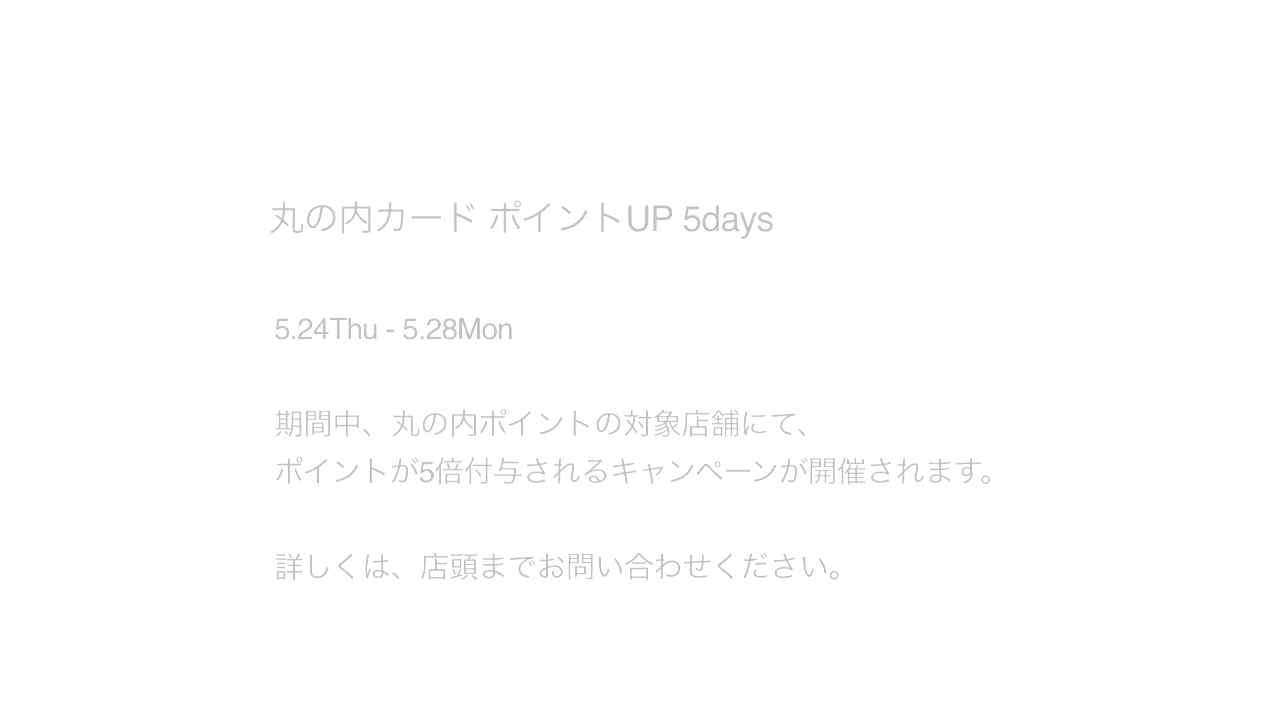 丸の内カード ポイントUP 5days
5.24Thu - 5.28Mon
期間中、丸の内ポイントの対象店舗にて、
ポイントが5倍付与されるキャンペーンが開催されます。
詳しくは、店頭までお問い合わせください。